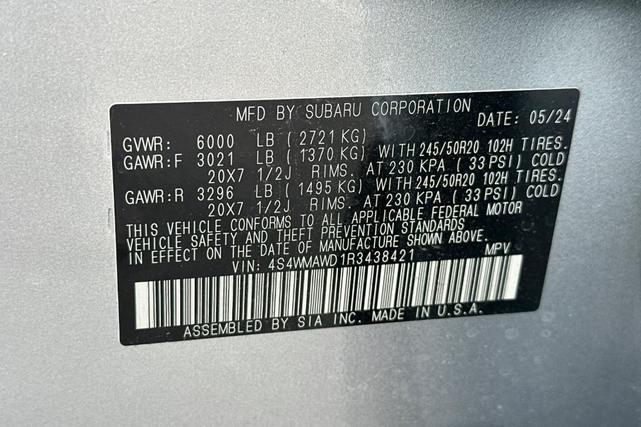 MFD BY SUBARU CORPORATION DATE: 05/24
GVWR: 6000 LB ( 2721 KG)
GAWR:F 3021 LB ( 1370 KG) WITH 245/50R20 102H TIRES.
20X7 1/2J RIMS. AT 230 KPA ( 33 PSI) COLD
GAWR:R 3296 LB ( 1495 KG) WITH 245/50R20 102H TIRES.
20X7 1/2J RIMS. AT 230 KPA ( 33 PSI) COLD
THIS VEHICLE CONFORMS TO ALL APPLICABLE FEDERAL MOTOR
VEHICLE SAFETY AND THEFT PREVENTION STANDARDS
IN EFFECT ON THE DATE OF MANUFACTURE SHOWN ABOVE.
VIN: 4S4WMAWD1R3438421 MPV
ASSEMBLED BY SIA INC. MADE IN U.S.A.